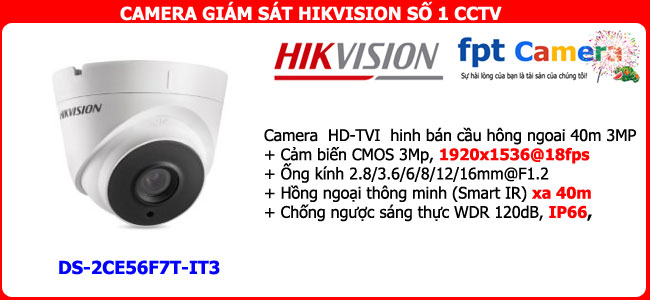 CAMERA GIÁM SÁT HIKVISION SỐ 1 CCTV
HIKVISION
HIKVISION
fpt Camera
Sự hài lòng của bạn là tài sản của chúng tôi!
Camera HD-TVI hinh bán cầu hông ngoai 40m 3MP
+ Cảm biến CMOS 3Mp, 1920x1536@18fps
+ Ống kính 2.8/3.6/6/8/12/16mm@F1.2
+ Hồng ngoại thông minh (Smart IR) xa 40m
+ Chống ngược sáng thực WDR 120dB, IP66,
DS-2CE56F7T-IT3